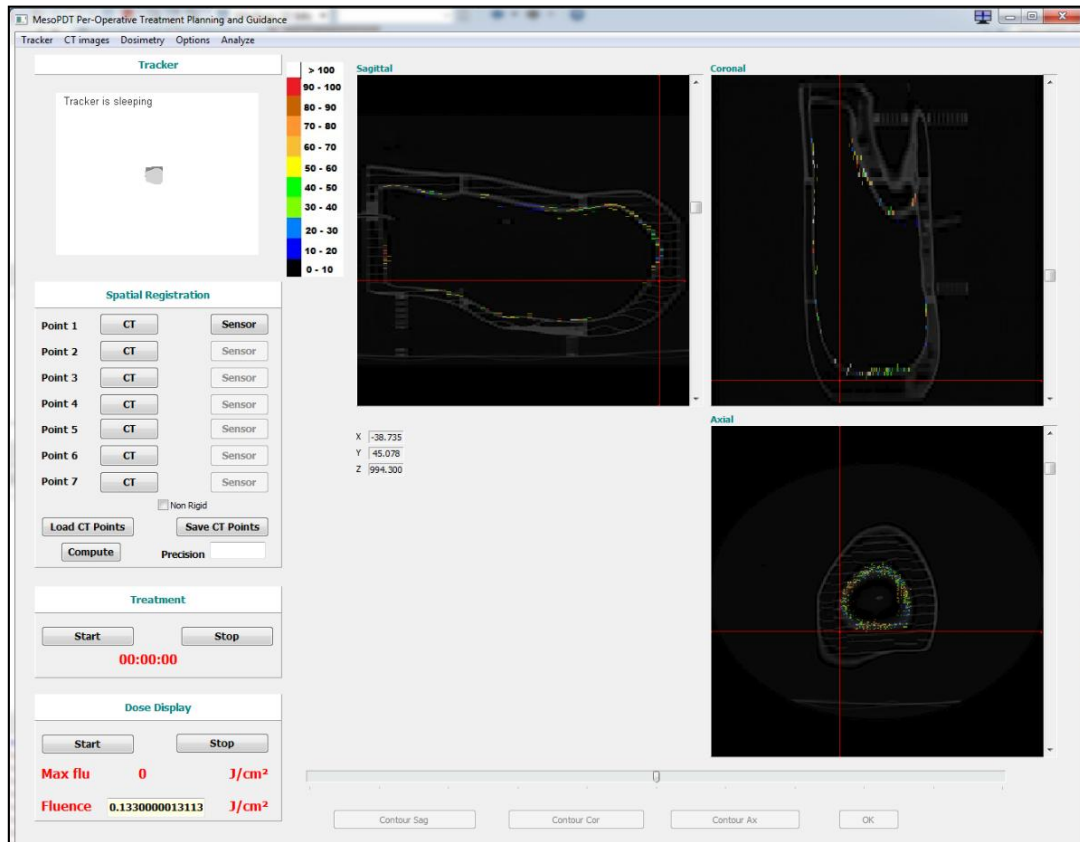 MesoPDT Per-Operative Treatment Planning and Guidance
Tracker CT images Dosimetry Options Analyze
Tracker
Tracker is sleeping
> 100
90 - 100
80 - 90
70 - 80
60 - 70
50 - 60
40 - 50
30 - 40
20 - 30
10 - 20
0 - 10
Sagittal
Coronal
Spatial Registration
Point 1 CT Sensor
Point 2 CT Sensor
Point 3 CT Sensor
Point 4 CT Sensor
Point 5 CT Sensor
Point 6 CT Sensor
Point 7 CT Sensor
Non Rigid
Load CT Points Save CT Points
Compute Precision
X -38.735
Y 45.078
Z 994.300
Axial
Treatment
Start Stop
00:00:00
Dose Display
Start Stop
Max flu 0 J/cm²
Fluence 0.1330000013113 J/cm²
Contour Sag Contour Cor Contour Ax OK